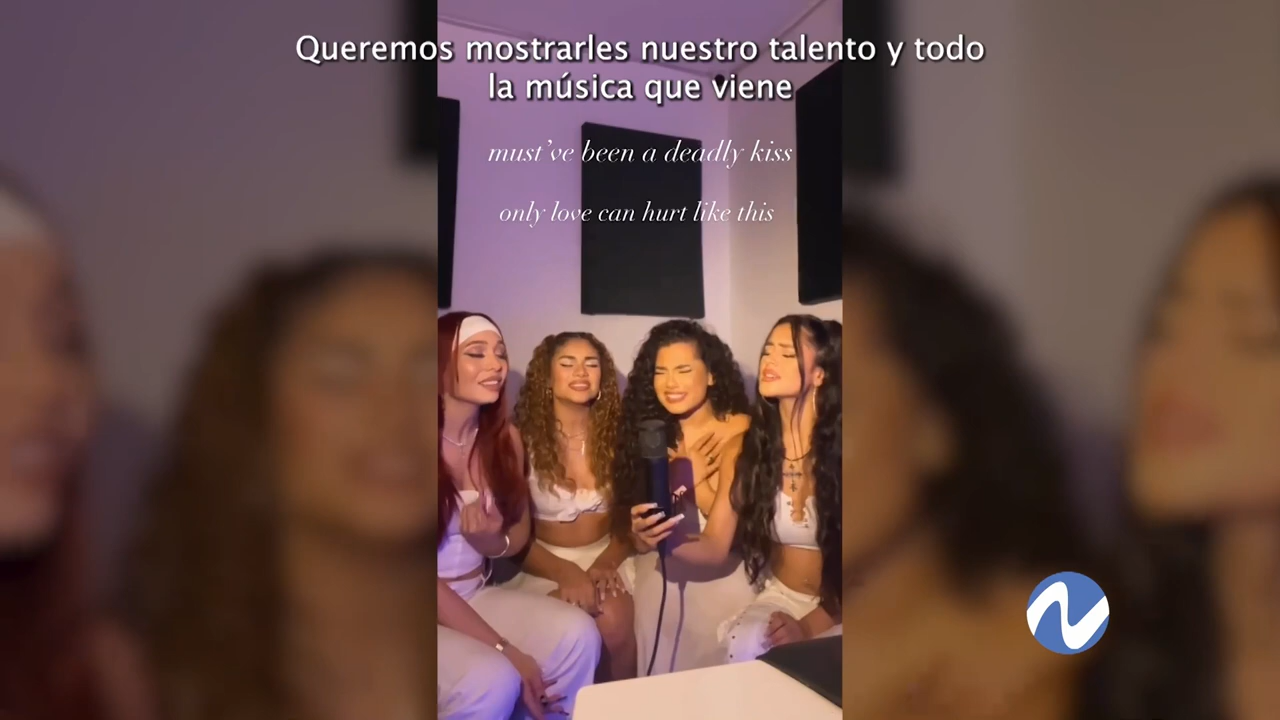 Queremos mostrarles nuestro talento y todo
la música que viene
must’ve been a deadly kiss
only love can hurt like this